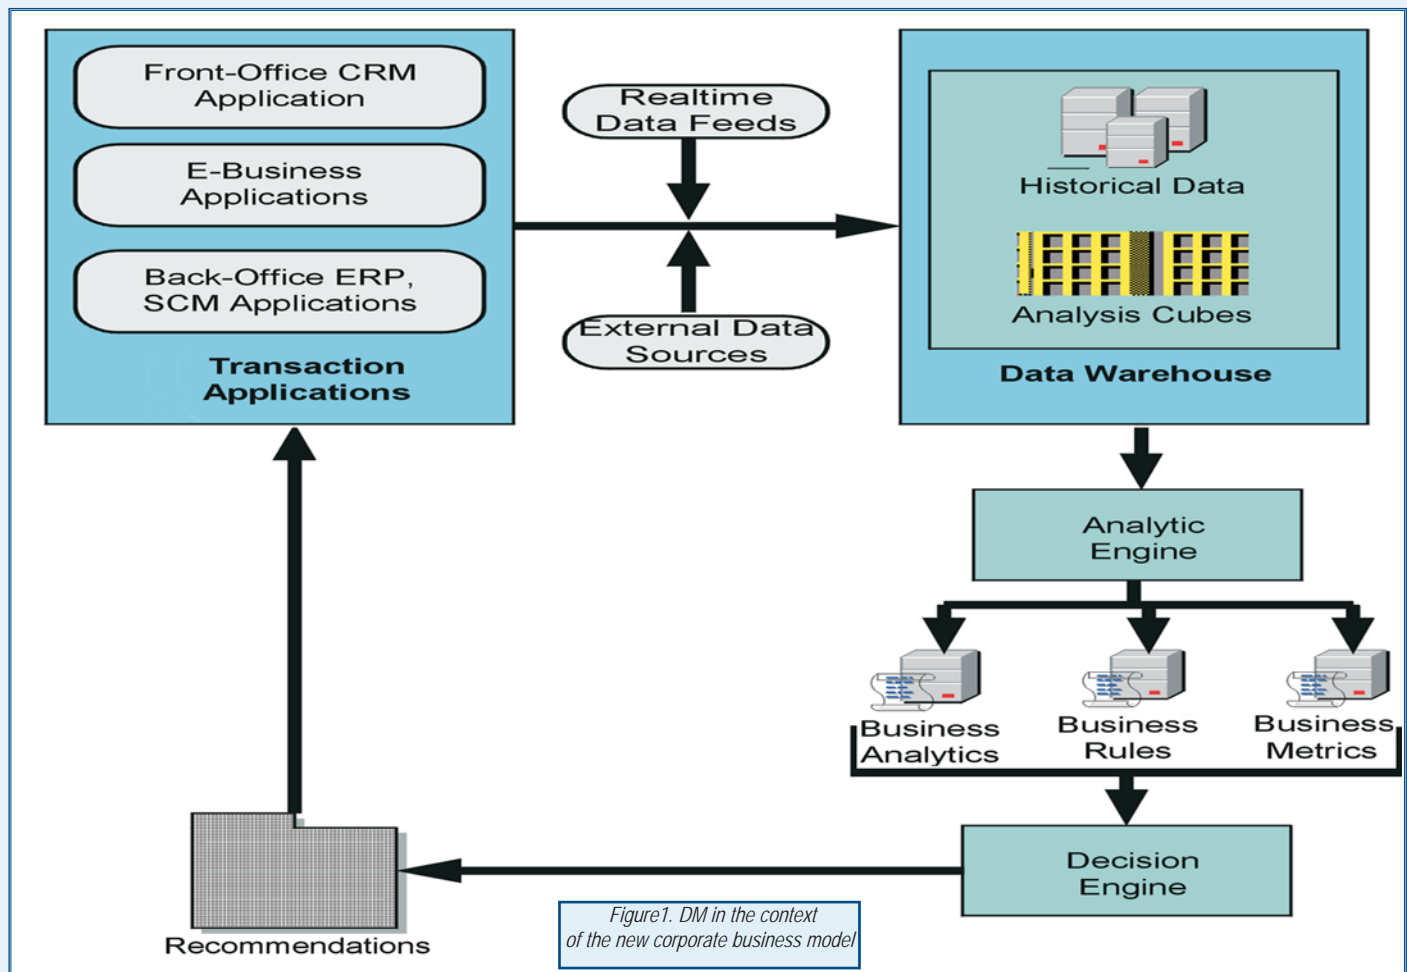 Front-Office CRM
Application
E-Business
Applications
Back-Office ERP,
SCM Applications
Transaction
Applications
Realtime
Data Feeds
External Data
Sources
Historical Data
Analysis Cubes
Data Warehouse
Analytic
Engine
Business
Analytics
Business
Rules
Business
Metrics
Decision
Engine
Recommendations
Figure1. DM in the context
of the new corporate business model